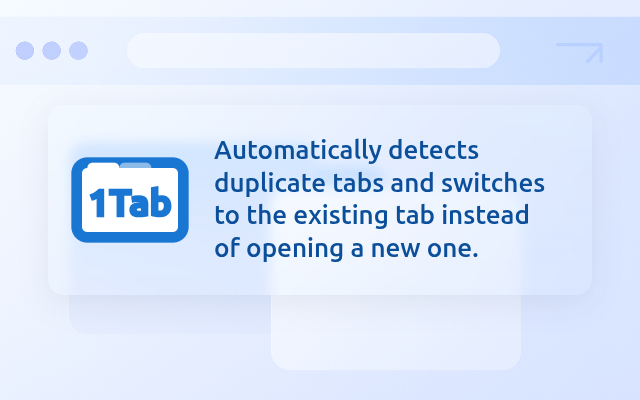 1Tab
Automatically detects
duplicate tabs and switches
to the existing tab instead
of opening a new one.